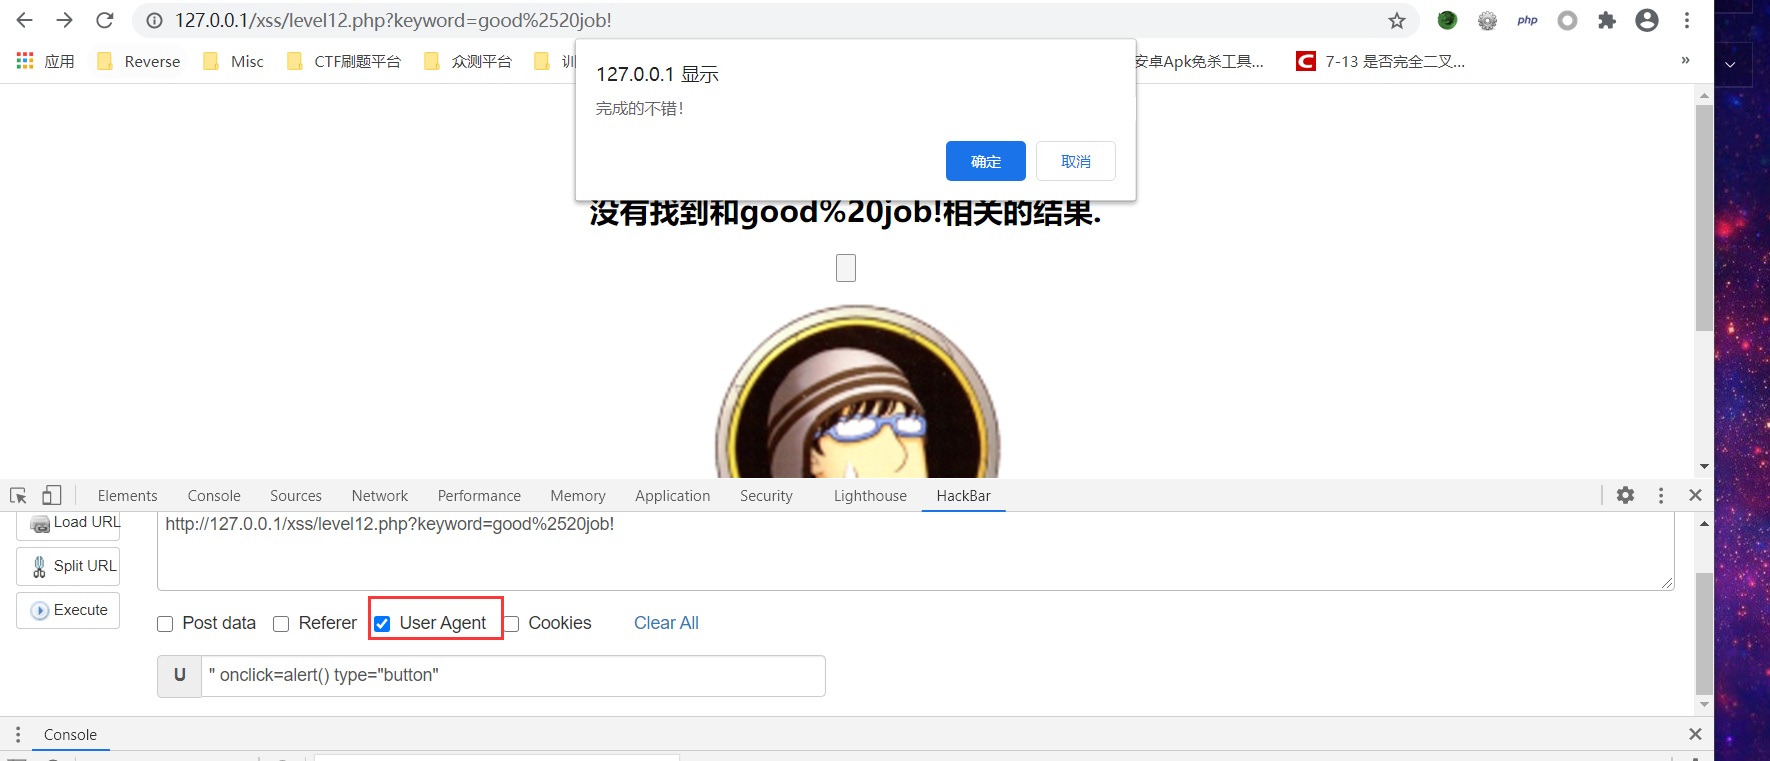 127.0.0.1/xss/level12.php?keyword=good%2520job!
php
应用 Reverse Misc CTF刷题平台 众测平台 安卓Apk免杀工具... 7-13 是否完全二叉... »
127.0.0.1 显示
完成的不错！
确定 取消
没有找到和good%20job!相关的结果.
Elements Console Sources Network Performance Memory Application Security Lighthouse HackBar
Load URL
http://127.0.0.1/xss/level12.php?keyword=good%2520job!
Split URL
Execute
Post data Referer User Agent Cookies Clear All
U " onclick=alert() type="button"
Console